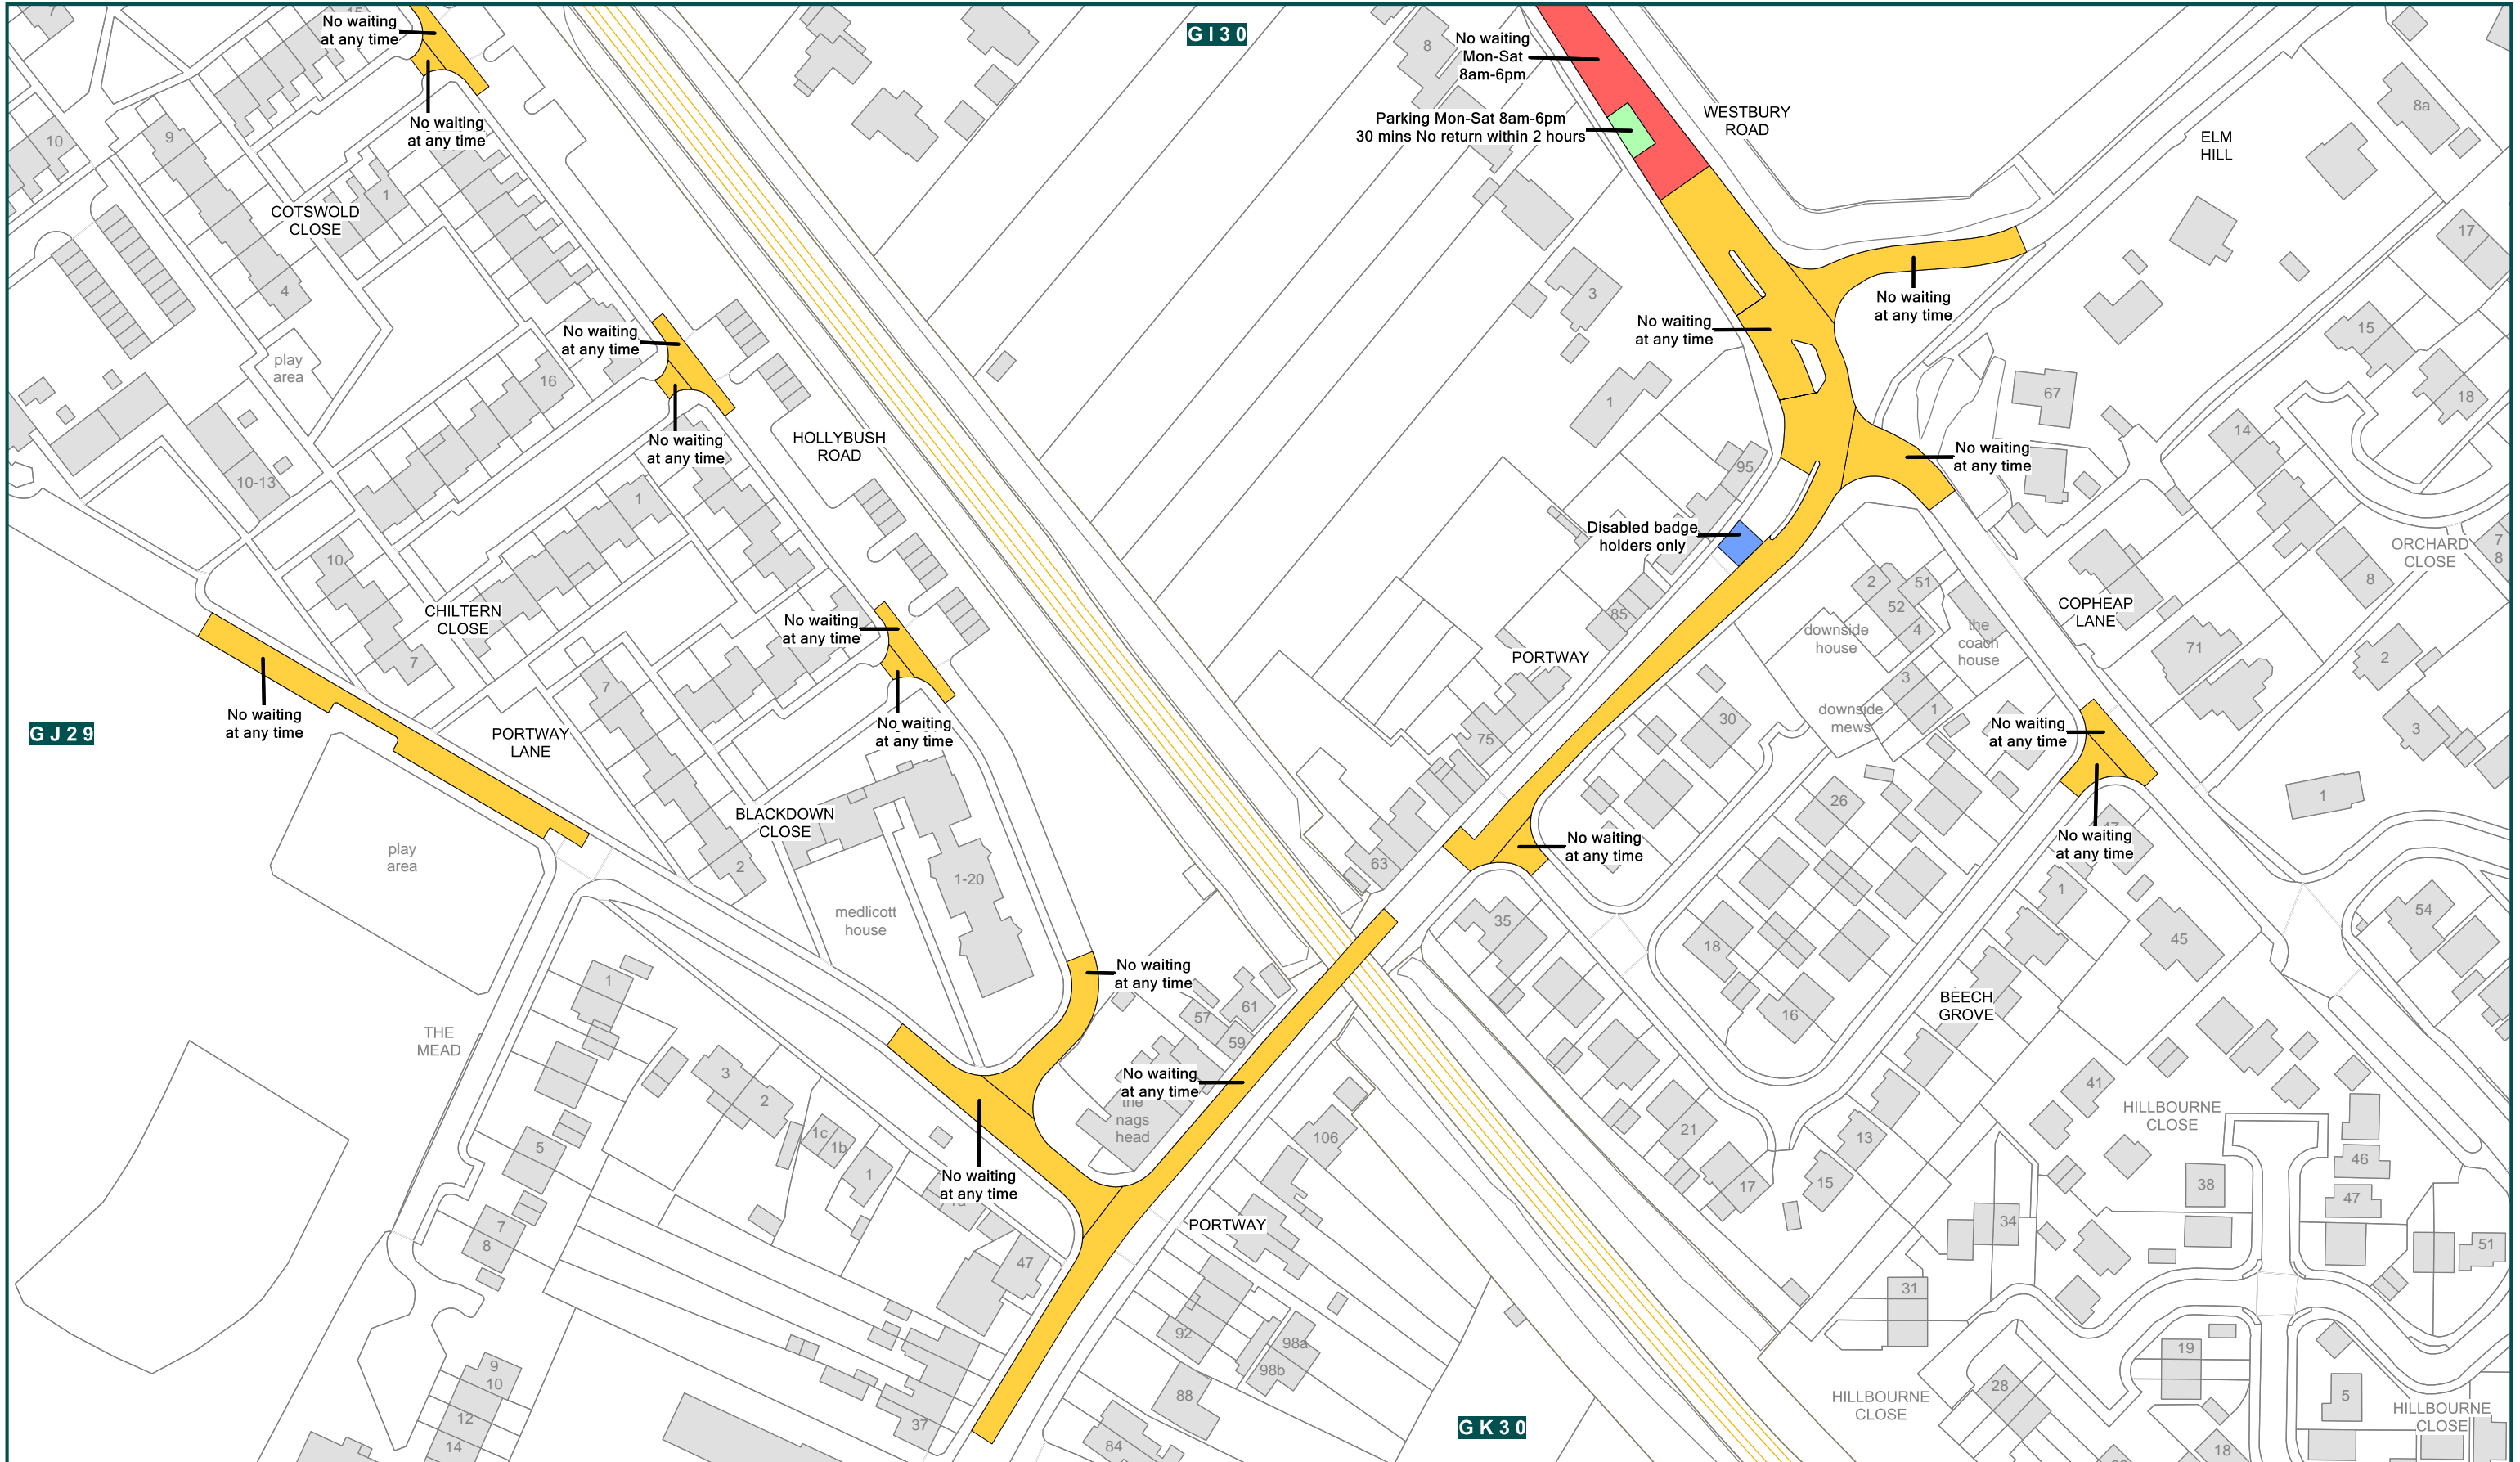 No waiting
at any time
No waiting
at any time
GI30
8
No waiting
Mon-Sat
8am-6pm
Parking Mon-Sat 8am-6pm
30 mins No return within 2 hours
WESTBURY
ROAD
ELM
HILL
8a
7
15
10
9
1
COTSWOLD
CLOSE
4
play
area
16
10-13
No waiting
at any time
No waiting
at any time
HOLLYBUSH
ROAD
17
3
No waiting
at any time
No waiting
at any time
15
18
1
67
14
95
No waiting
at any time
Disabled badge
holders only
ORCHARD
CLOSE
7
8
8
1
10
CHILTERN
CLOSE
7
No waiting
at any time
No waiting
at any time
85
PORTWAY
2
51
52
4
downside
house
the
coach
house
COPHEAP
LANE
71
2
3
1
downside
mews
3
30
75
GJ29
No waiting
at any time
PORTWAY
LANE
7
BLACKDOWN
CLOSE
2
No waiting
at any time
No waiting
at any time
47
1
26
No waiting
at any time
63
play
area
medlicott
house
1-20
1
54
45
35
18
16
BEECH
GROVE
No waiting
at any time
61
57
59
No waiting
at any time
the
nags
head
THE
MEAD
1
3
2
1c
1b
1
1a
5
7
8
No waiting
at any time
106
PORTWAY
47
21
17
13
15
41
HILLBOURNE
CLOSE
46
38
47
34
51
31
92
98a
98b
88
84
37
9
10
12
14
GK30
19
28
HILLBOURNE
CLOSE
5
HILLBOURNE
CLOSE
18